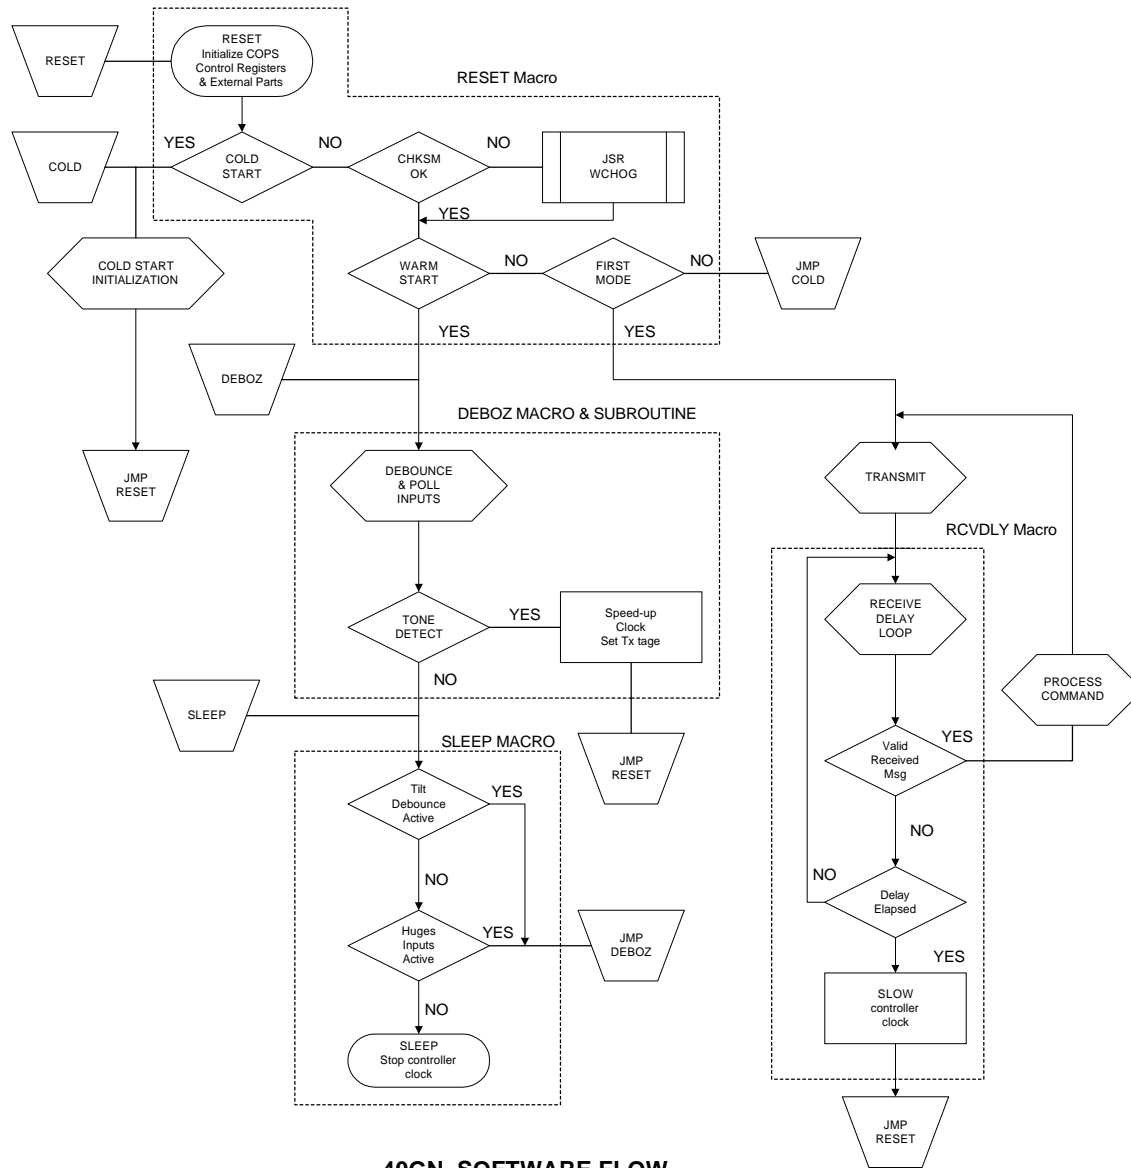 RESET
RESET
Initialize COPS
Control Registers
& External Parts
RESET Macro
YES
NO
NO
COLD
COLD
START
CHKSM
OK
JSR
WCHOG
YES
COLD START
INITIALIZATION
WARM
START
NO
FIRST
MODE
NO
JMP
COLD
YES
YES
DEBOZ
DEBOZ MACRO & SUBROUTINE
JMP
RESET
DEBOUNCE
& POLL
INPUTS
TRANSMIT
RCVDLY Macro
TONE
DETECT
YES
Speed-up
Clock
Set Tx tage
RECEIVE
DELAY
LOOP
NO
PROCESS
COMMAND
SLEEP
SLEEP MACRO
JMP
RESET
Valid
Received
Msg
YES
Tilt
Debounce
Active
YES
NO
NO
NO
Delay
Elapsed
Huges
Inputs
Active
YES
JMP
DEBOZ
YES
NO
SLOW
controller
clock
SLEEP
Stop controller
clock
JMP
RESET
40GN SOFTWARE FLOW